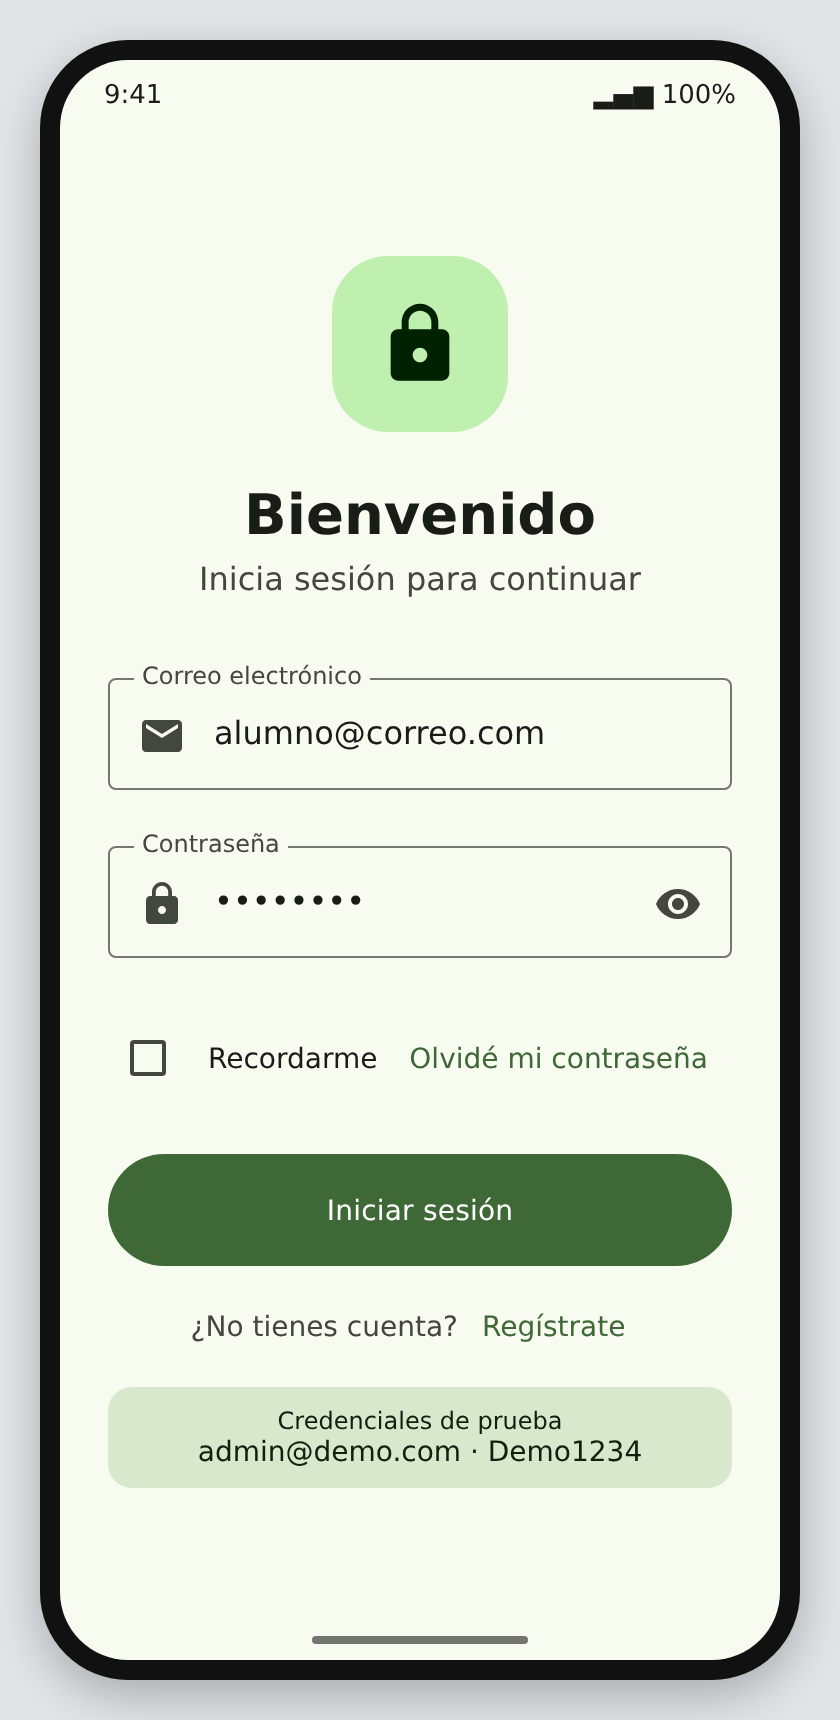 9:41 100%
Bienvenido
Inicia sesión para continuar
Correo electrónico
alumno@correo.com
Contraseña
••••••••
Recordarme Olvidé mi contraseña
Iniciar sesión
¿No tienes cuenta? Regístrate
Credenciales de prueba
admin@demo.com · Demo1234